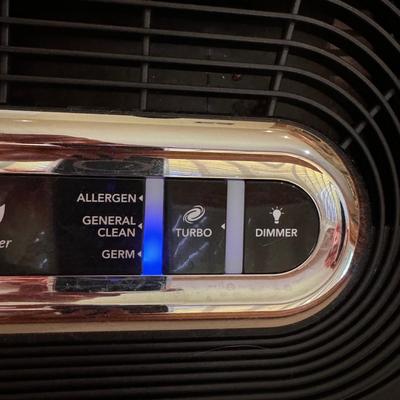 ALLERGEN
GENERAL
CLEAN
GERM
TURBO
DIMMER